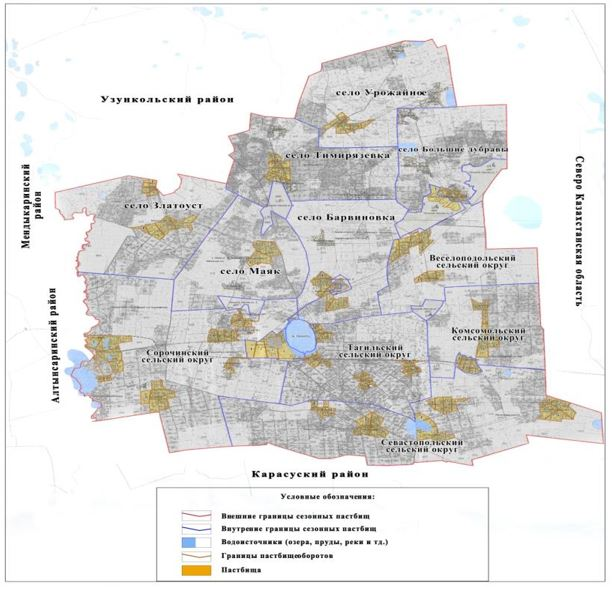 село Урожайное
Узункольский район
село Большие дубравы
село Тимирязевка
Мендыкаринский
район
Северо Казахстанская область
село Златоуст
село Барвиновка
Веселоподольский
сельский округ
село Маяк
Алтынсаринский район
Комсомольский
сельский округ
Сорочинский
сельский округ
Тагильский
сельский округ
Севастопольский
сельский округ
Карасуский район
Условные обозначения:
Внешние границы сезонных пастбищ
Внутренние границы сезонных пастбищ
Водоисточники (озера, пруды, реки и тд.)
Границы пастбищеоборотов
Пастбища